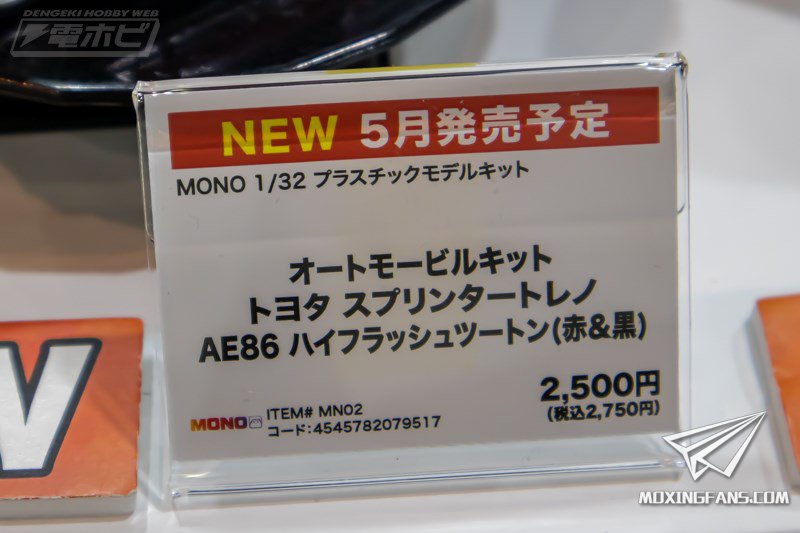 DENGEKI HOBBY WEB
電ホビ
NEW 5月発売予定
MONO 1/32 プラスチックモデルキット
オートモービルキット
トヨタ スプリンタートレノ
AE86 ハイフラッシュツートン(赤&黒)
2,500円
(税込2,750円)
MONO
ITEM# MN02
コード:4545782079517
W
MOXINGFANS.COM